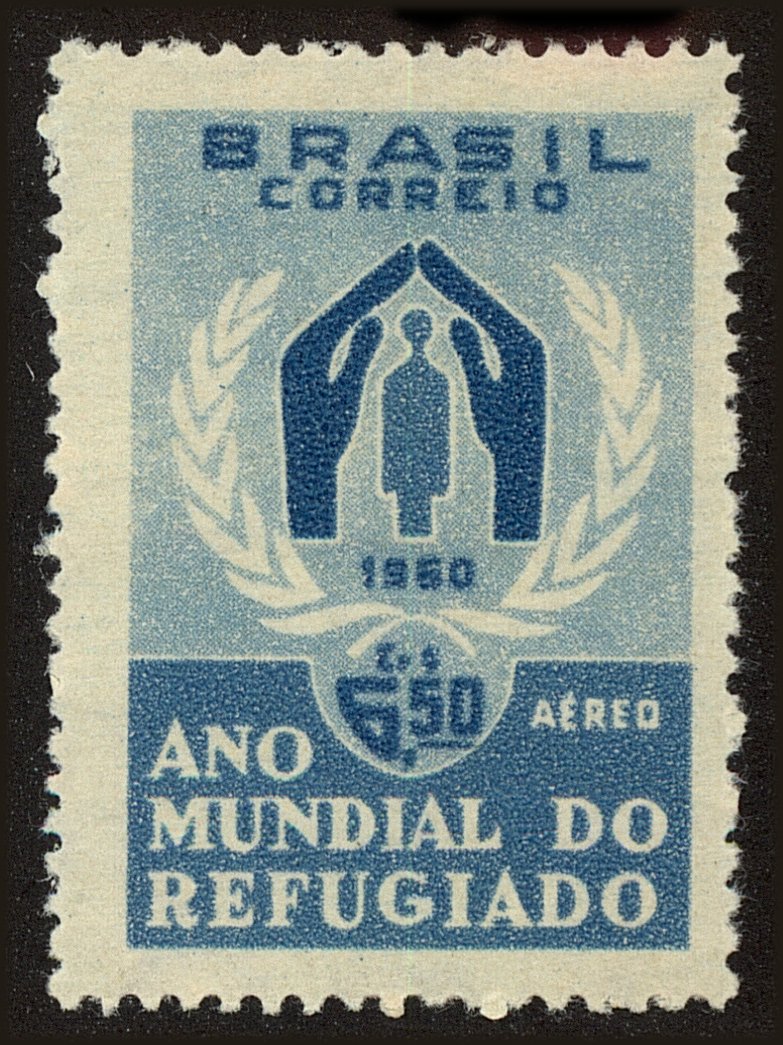 BRASIL
CORREIO
1960
Cr $
6,50
AÉREO
ANO
MUNDIAL DO
REFUGIADO